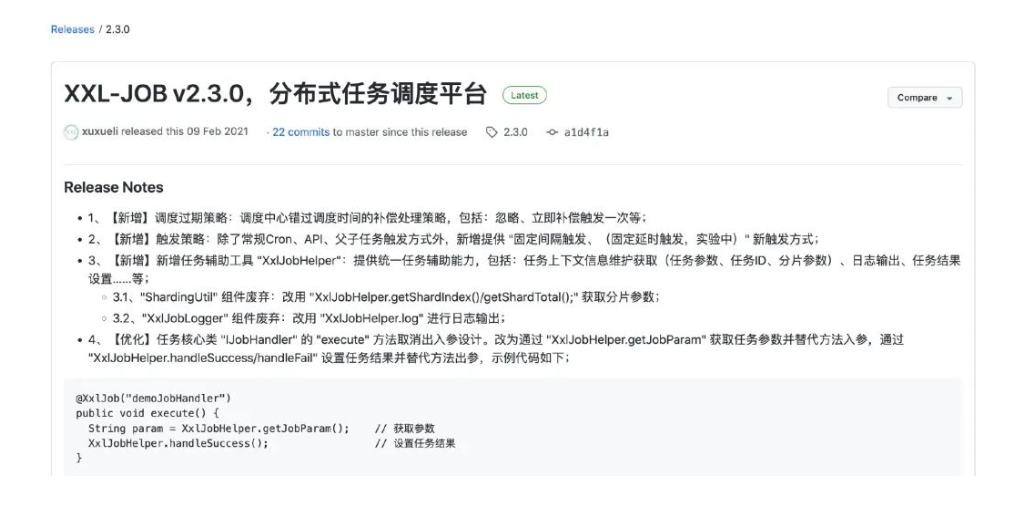 Releases / 2.3.0
XXL-JOB v2.3.0，分布式任务调度平台 Latest
Compare
xuxueli released this 09 Feb 2021 · 22 commits to master since this release 2.3.0 a1d4f1a
Release Notes
• 1、【新增】调度过期策略：调度中心错过调度时间的补偿处理策略，包括：忽略、立即补偿触发一次等；
• 2、【新增】触发策略：除了常规Cron、API、父子任务触发方式外，新增提供 "固定间隔触发、（固定延时触发，实验中）" 新触发方式；
• 3、【新增】新增任务辅助工具 "XxlJobHelper"：提供统一任务辅助能力，包括：任务上下文信息维护获取（任务参数、任务ID、分片参数）、日志输出、任务结果
设置……等；
◦ 3.1、"ShardingUtil" 组件废弃：改用 "XxlJobHelper.getShardIndex()/getShardTotal();" 获取分片参数；
◦ 3.2、"XxlJobLogger" 组件废弃：改用 "XxlJobHelper.log" 进行日志输出；
• 4、【优化】任务核心类 "IJobHandler" 的 "execute" 方法取消出入参设计。改为通过 "XxlJobHelper.getJobParam" 获取任务参数并替代方法入参，通过
"XxlJobHelper.handleSuccess/handleFail" 设置任务结果并替代方法出参，示例代码如下；
@XxlJob("demoJobHandler")
public void execute() {
String param = XxlJobHelper.getJobParam(); // 获取参数
XxlJobHelper.handleSuccess(); // 设置任务结果
}